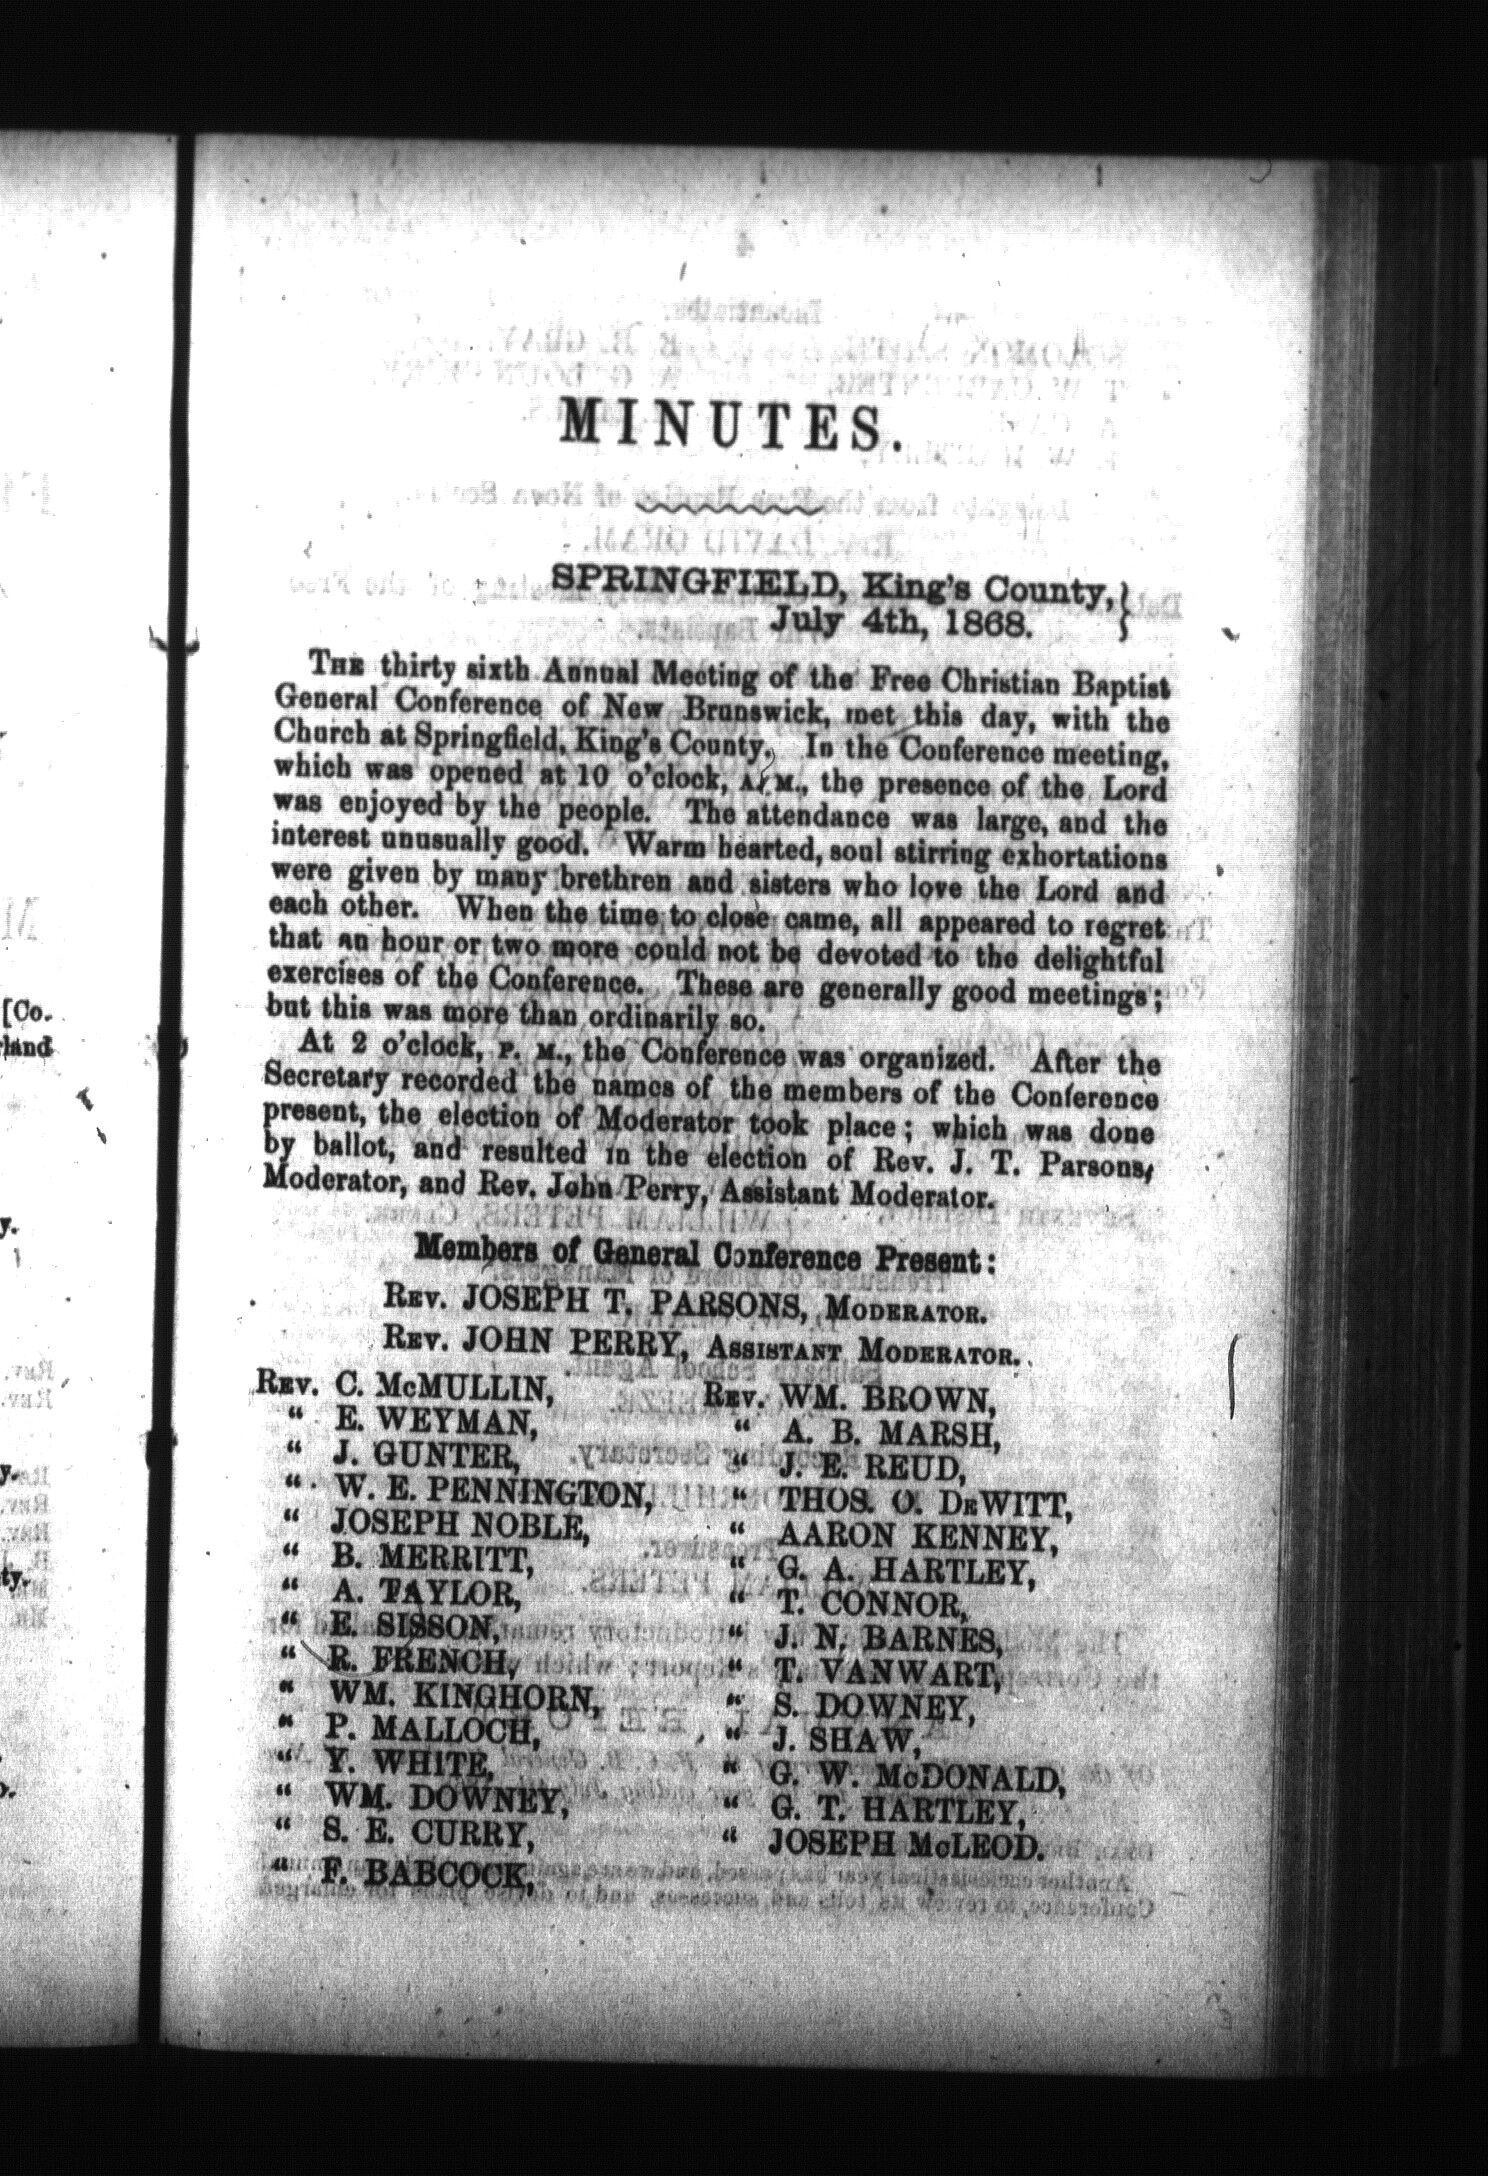 MINUTES.
SPRINGFIELD, King's County,}
July 4th, 1868.
THE thirty sixth Annual Meeting of the Free Christian Baptist
General Conference of New Brunswick, met this day, with the
Church at Springfield, King's County. In the Conference meeting,
which was opened at 10 o'clock, A. M., the presence of the Lord
was enjoyed by the people. The attendance was large, and the
interest unusually good. Warm hearted, soul stirring exhortations
were given by many brethren and sisters who love the Lord and
each other. When the time to close came, all appeared to regret
that an hour or two more could not be devoted to the delightful
exercises of the Conference. These are generally good meetings;
but this was more than ordinarily so.
At 2 o'clock, P. M., the Conference was organized. After the
Secretary recorded the names of the members of the Conference
present, the election of Moderator took place; which was done
by ballot, and resulted in the election of Rev. J. T. Parsons,
Moderator, and Rev. John Perry, Assistant Moderator.
Members of General Conference Present:
REV. JOSEPH T. PARSONS, MODERATOR.
REV. JOHN PERRY, ASSISTANT MODERATOR.
REV. C. McMULLIN,
" E. WEYMAN,
" J. GUNTER,
" W. E. PENNINGTON,
" JOSEPH NOBLE,
" B. MERRITT,
" A. TAYLOR,
" E. SISSON,
" R. FRENCH,
" WM. KINGHORN,
" P. MALLOCH,
" Y. WHITE,
" WM. DOWNEY,
" S. E. CURRY,
" F. BABCOCK,
REV. WM. BROWN,
" A. B. MARSH,
" J. E. REUD,
" THOS. O. DEWITT,
" AARON KENNEY,
" G. A. HARTLEY,
" T. CONNOR,
" J. N. BARNES,
" T. VANWART,
" S. DOWNEY,
" J. SHAW,
" G. W. McDONALD,
" G. T. HARTLEY,
" JOSEPH McLEOD.